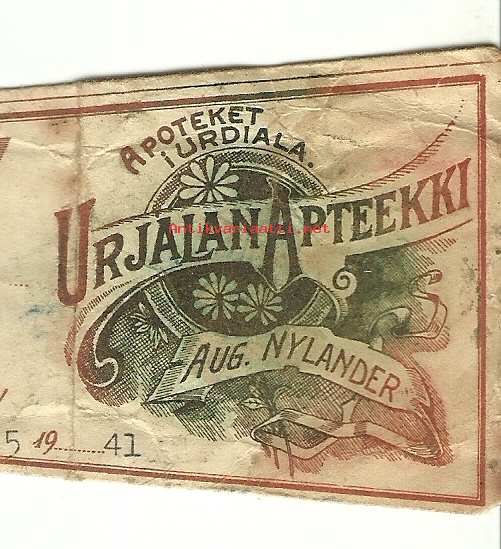 APOTEKET
I URDIALA.
URJALAN APTEEKKI
Antikvariaatti.net
AUG. NYLANDER
5 19........41